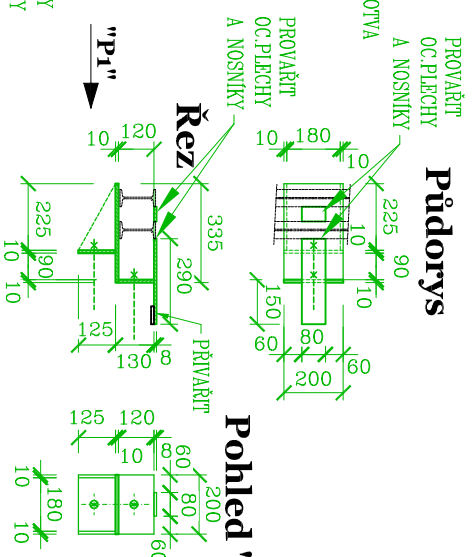 PROVAŘIT
OC.PLECHY
A NOSNÍKY
OTVA
Půdorys
10 180 10
225
10
90
10
150
60 80 60
200
PROVAŘIT
OC.PLECHY
A NOSNÍKY
"P1"
Řez
10 120
335
290
225
10
90
10
125 130 8
PŘIVAŘIT
Pohled "
125 120
10
8
60
80
200
60
10
180
10